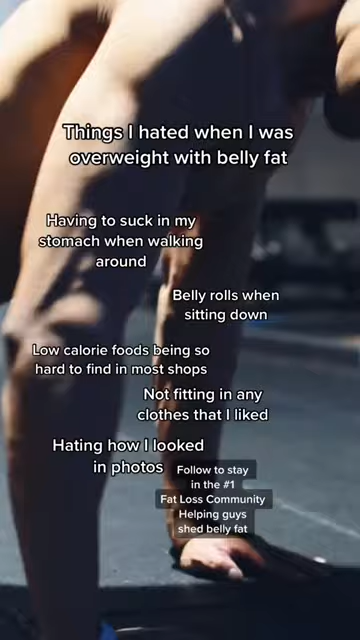 Things I hated when I was
overweight with belly fat
Having to suck in my
stomach when walking
around
Belly rolls when
sitting down
Low calorie foods being so
hard to find in most shops
Not fitting in any
clothes that I liked
Hating how I looked
in photos
Follow to stay
in the #1
Fat Loss Community
Helping guys
shed belly fat